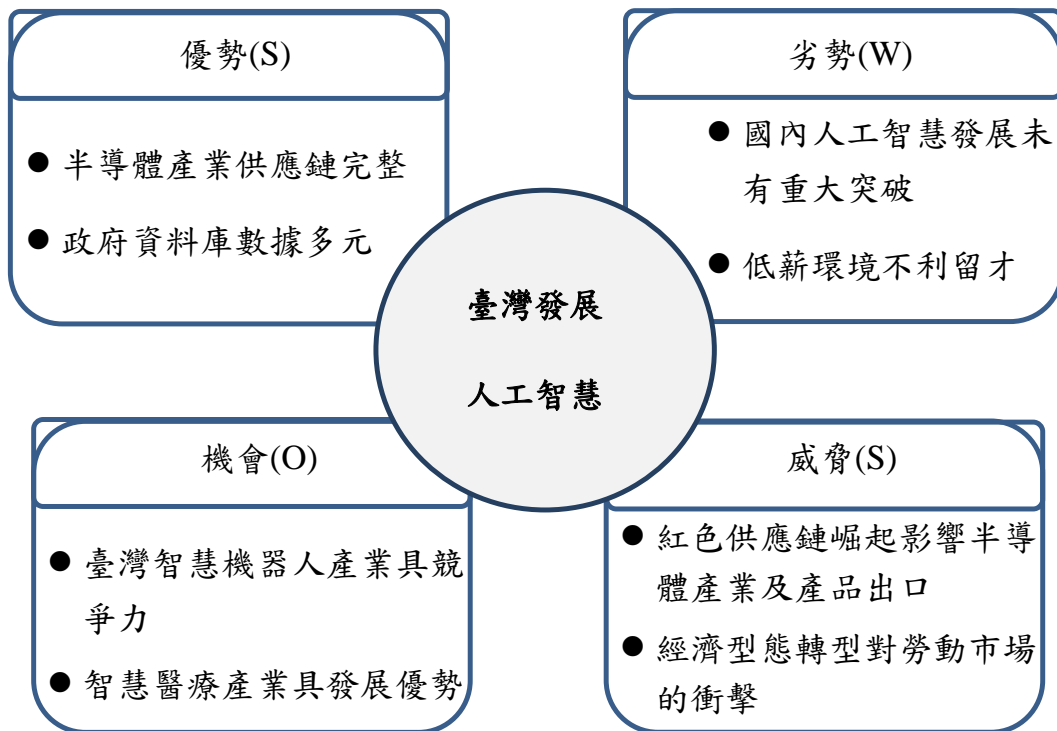 優勢(S)
● 半導體產業供應鏈完整
● 政府資料庫數據多元
劣勢(W)
● 國內人工智慧發展未
有重大突破
● 低薪環境不利留才
臺灣發展
人工智慧
機會(O)
● 臺灣智慧機器人產業具競
爭力
● 智慧醫療產業具發展優勢
威脅(S)
● 紅色供應鏈崛起影響半導
體產業及產品出口
● 經濟型態轉型對勞動市場
的衝擊